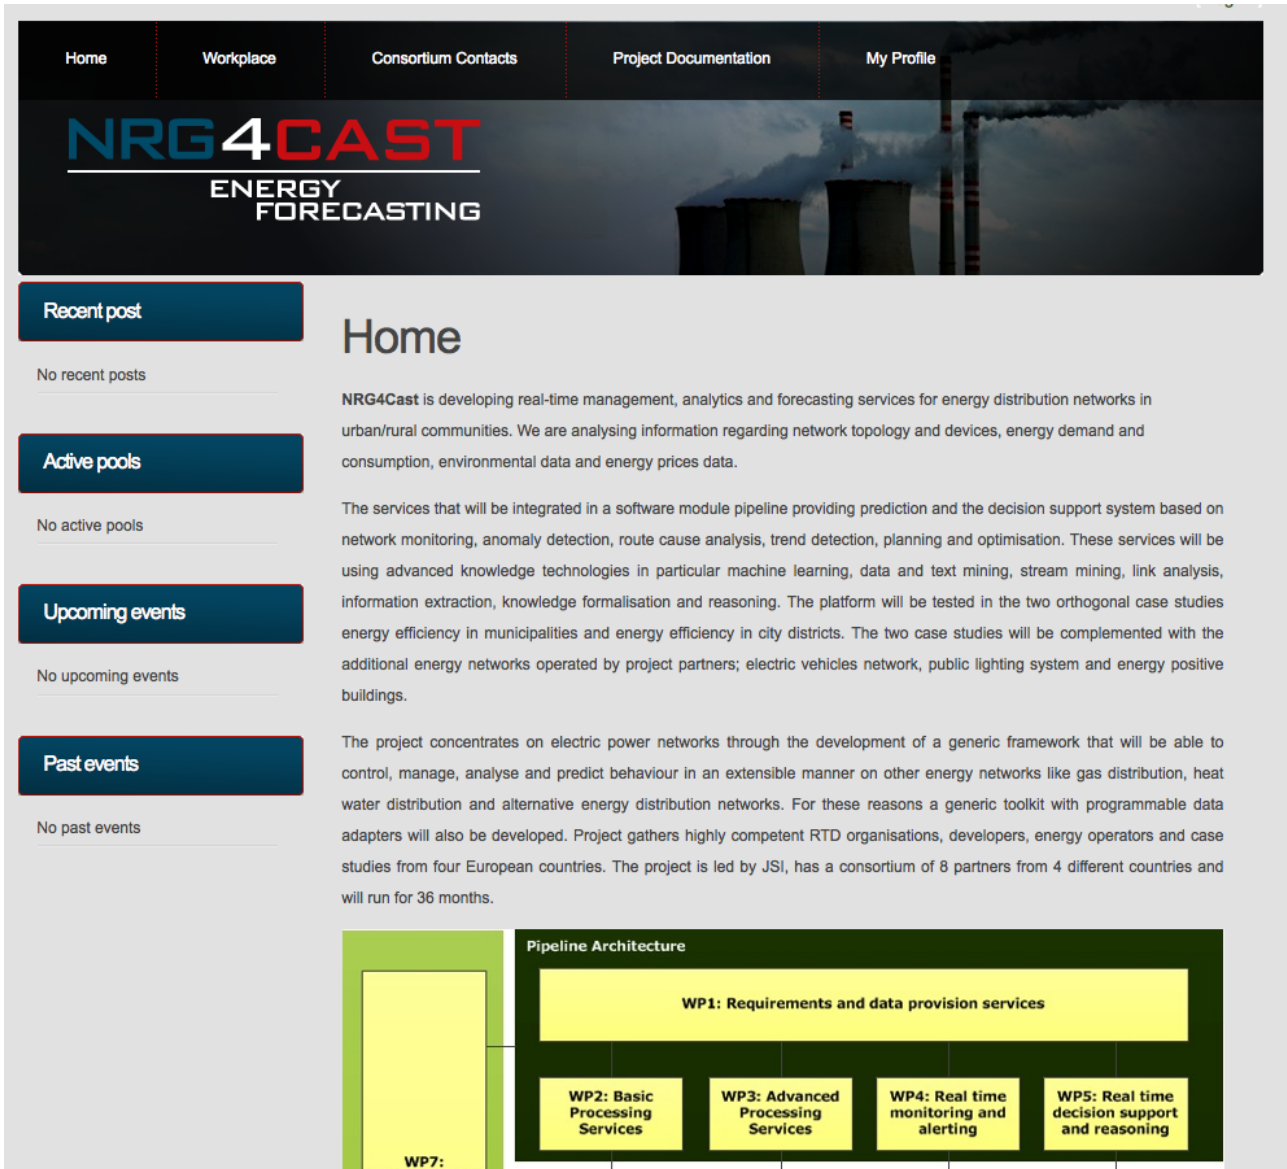 Home Workplace Consortium Contacts Project Documentation My Profile
NRG4CAST
ENERGY
FORECASTING
Recent post
No recent posts
Active pools
No active pools
Upcoming events
No upcoming events
Past events
No past events
Home
NRG4Cast is developing real-time management, analytics and forecasting services for energy distribution networks in
urban/rural communities. We are analysing information regarding network topology and devices, energy demand and
consumption, environmental data and energy prices data.
The services that will be integrated in a software module pipeline providing prediction and the decision support system based on
network monitoring, anomaly detection, route cause analysis, trend detection, planning and optimisation. These services will be
using advanced knowledge technologies in particular machine learning, data and text mining, stream mining, link analysis,
information extraction, knowledge formalisation and reasoning. The platform will be tested in the two orthogonal case studies
energy efficiency in municipalities and energy efficiency in city districts. The two case studies will be complemented with the
additional energy networks operated by project partners; electric vehicles network, public lighting system and energy positive
buildings.
The project concentrates on electric power networks through the development of a generic framework that will be able to
control, manage, analyse and predict behaviour in an extensible manner on other energy networks like gas distribution, heat
water distribution and alternative energy distribution networks. For these reasons a generic toolkit with programmable data
adapters will also be developed. Project gathers highly competent RTD organisations, developers, energy operators and case
studies from four European countries. The project is led by JSI, has a consortium of 8 partners from 4 different countries and
will run for 36 months.
Pipeline Architecture
WP1: Requirements and data provision services
WP2: Basic
Processing
Services
WP3: Advanced
Processing
Services
WP4: Real time
monitoring and
alerting
WP5: Real time
decision support
and reasoning
WP7: